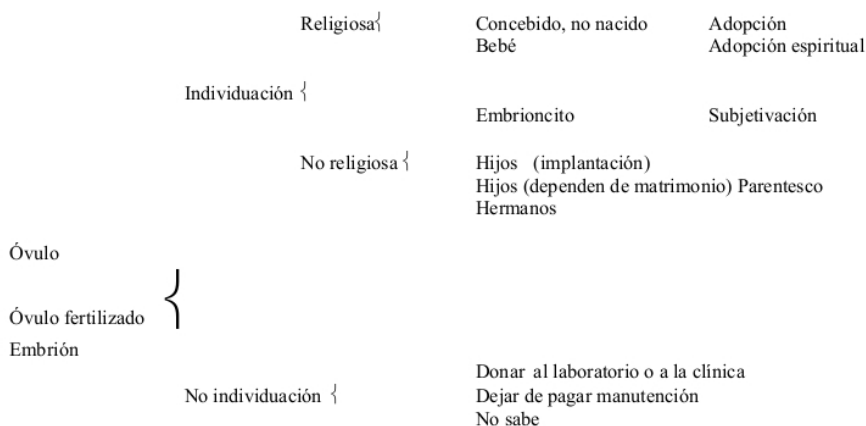 Religiosa{ Concebido, no nacido Adopción
Bebé Adopción espiritual
Individuación {
Embrioncito Subjetivación
No religiosa { Hijos (implantación)
Hijos (dependen de matrimonio) Parentesco
Hermanos
Óvulo
{
Óvulo fertilizado
Embrión
Donar al laboratorio o a la clínica
No individuación { Dejar de pagar manutención
No sabe